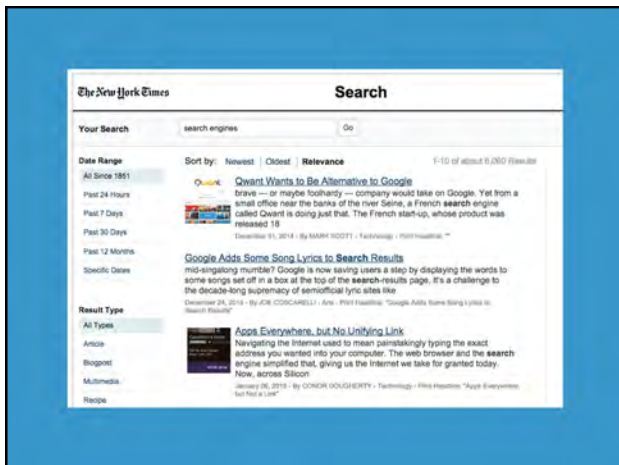 The New York Times
Search
Your Search
search engines
Go
Date Range
All Since 1851
Past 24 Hours
Past 7 Days
Past 30 Days
Past 12 Months
Specific Dates
Result Type
All Types
Article
Blogpost
Multimedia
Recipe
Sort by: Newest | Oldest | Relevance
1-10 of about 6,060 Results
Qwant Wants to Be Alternative to Google
brave — or maybe foolhardy — company would take on Google. Yet from a
small office near the banks of the river Seine, a French search engine
called Qwant is doing just that. The French start-up, whose product was
released 18
December 31, 2014 - By MARK SCOTT - Technology - Print Headline: ""
Google Adds Some Song Lyrics to Search Results
mid-singalong mumble? Google is now saving users a step by displaying the words to
some songs set off in a box at the top of the search-results page. It's a challenge to
the decade-long supremacy of semiofficial lyric sites like
December 24, 2014 - By JOE COSCARELLI - Arts - Print Headline: "Google Adds Some Song Lyrics to
Search Results"
Apps Everywhere, but No Unifying Link
Navigating the Internet used to mean painstakingly typing the exact
address you wanted into your computer. The web browser and the search
engine simplified that, giving us the Internet we take for granted today.
Now, across Silicon
January 26, 2015 - By CONOR DOUGHERTY - Technology - Print Headline: "Apps Everywhere,
but Not a Link"